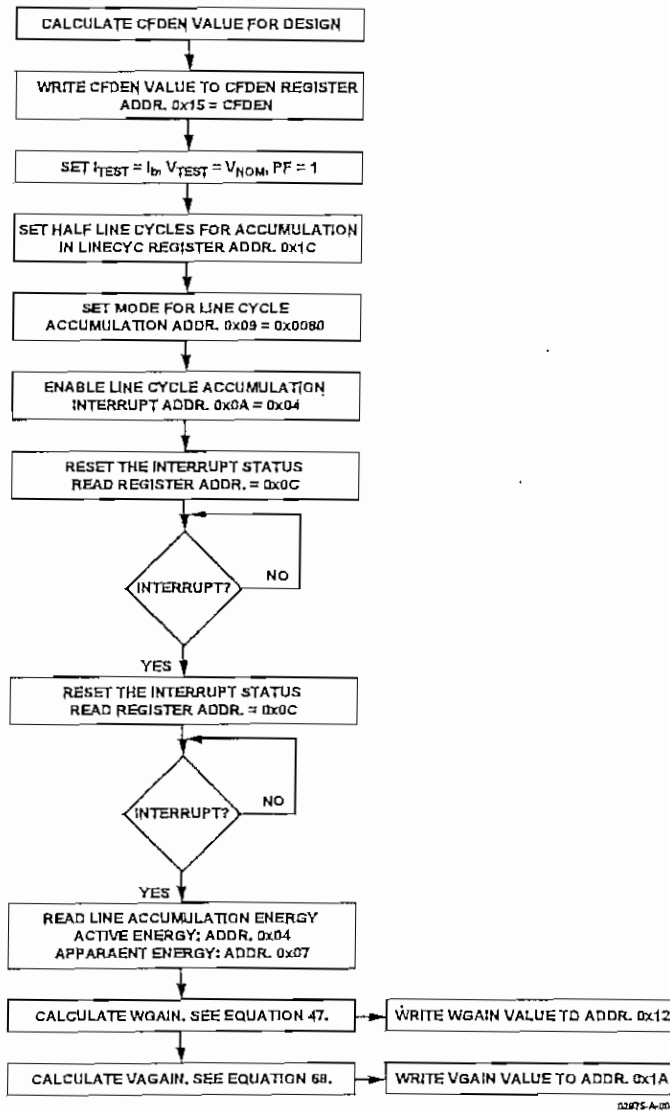 CALCULATE CFDEN VALUE FOR DESIGN
WRITE CFDEN VALUE TO CFDEN REGISTER
ADDR. 0x15 = CFDEN
SET ITEST = Ib, VTEST = VNOM, PF = 1
SET HALF LINE CYCLES FOR ACCUMULATION
IN LINECYC REGISTER ADDR. 0x1C
SET MODE FOR LINE CYCLE
ACCUMULATION ADDR. 0x09 = 0x0080
ENABLE LINE CYCLE ACCUMULATION
INTERRUPT ADDR. 0x0A = 0x04
RESET THE INTERRUPT STATUS
READ REGISTER ADDR. = 0x0C
INTERRUPT?
NO
YES
RESET THE INTERRUPT STATUS
READ REGISTER ADDR. = 0x0C
INTERRUPT?
NO
YES
READ LINE ACCUMULATION ENERGY
ACTIVE ENERGY: ADDR. 0x04
APPARAENT ENERGY: ADDR. 0x07
CALCULATE WGAIN. SEE EQUATION 47.
WRITE WGAIN VALUE TO ADDR. 0x12
CALCULATE VAGAIN. SEE EQUATION 68.
WRITE VGAIN VALUE TO ADDR. 0x1A